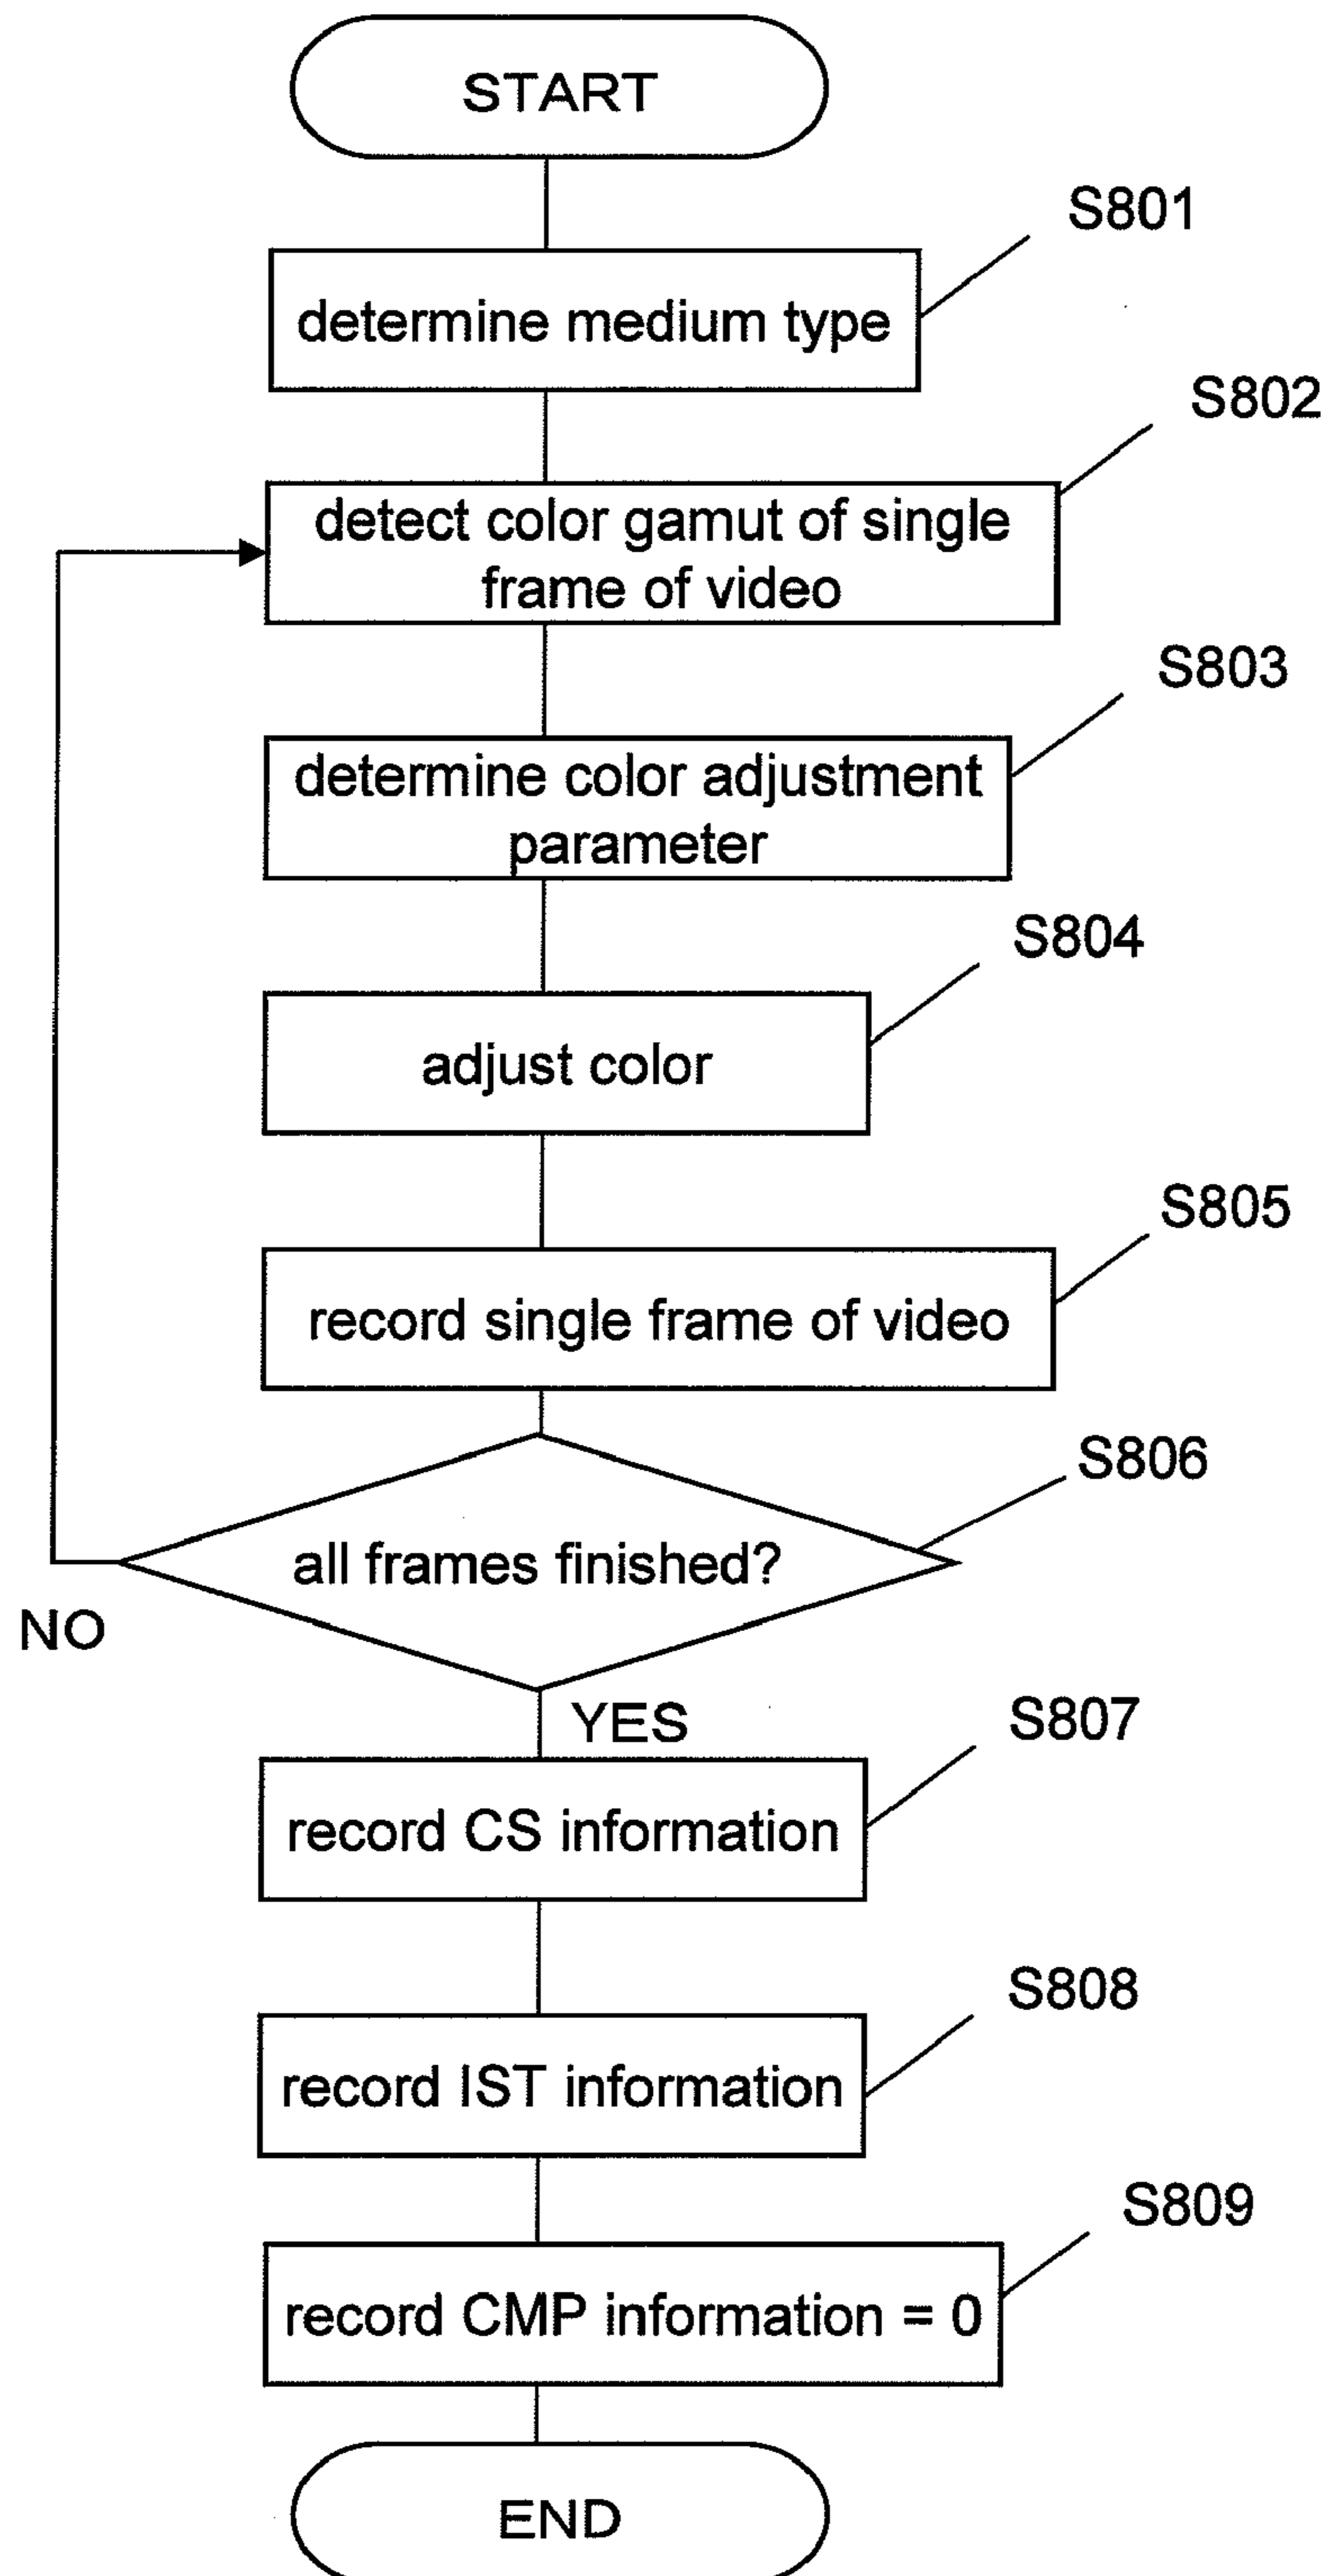 START
S801
determine medium type
S802
detect color gamut of single
frame of video
S803
determine color adjustment
parameter
S804
adjust color
S805
record single frame of video
S806
all frames finished?
NO
YES
S807
record CS information
S808
record IST information
S809
record CMP information = 0
END